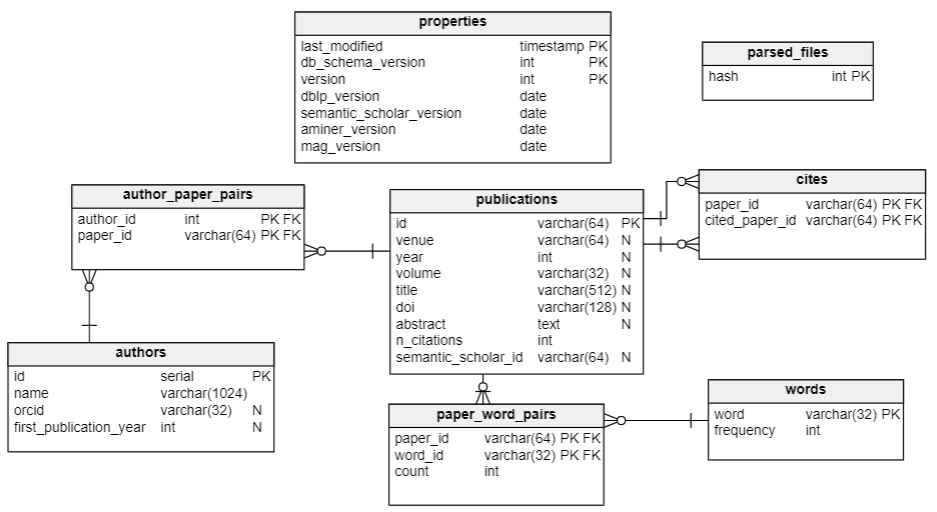 properties
last_modified timestamp PK
db_schema_version int PK
version int PK
dblp_version date
semantic_scholar_version date
aminer_version date
mag_version date
parsed_files
hash int PK
author_paper_pairs
author_id int PK FK
paper_id varchar(64) PK FK
publications
id varchar(64) PK
venue varchar(64) N
year int N
volume varchar(32) N
title varchar(512) N
doi varchar(128) N
abstract text N
n_citations int
semantic_scholar_id varchar(64) N
cites
paper_id varchar(64) PK FK
cited_paper_id varchar(64) PK FK
authors
id serial PK
name varchar(1024)
orcid varchar(32) N
first_publication_year int N
paper_word_pairs
paper_id varchar(64) PK FK
word_id varchar(32) PK FK
count int
words
word varchar(32) PK
frequency int